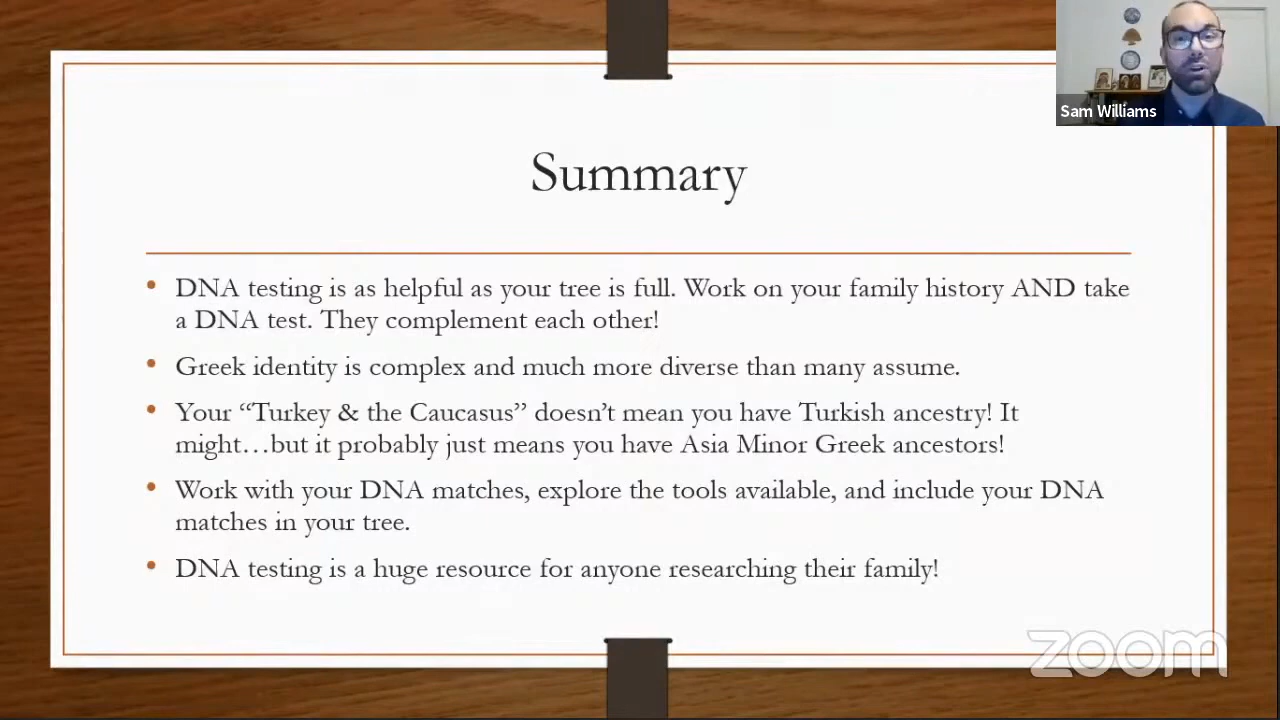 Sam Williams
Summary
• DNA testing is as helpful as your tree is full. Work on your family history AND take
a DNA test. They complement each other!
• Greek identity is complex and much more diverse than many assume.
• Your “Turkey & the Caucasus” doesn’t mean you have Turkish ancestry! It
might…but it probably just means you have Asia Minor Greek ancestors!
• Work with your DNA matches, explore the tools available, and include your DNA
matches in your tree.
• DNA testing is a huge resource for anyone researching their family!
zoom